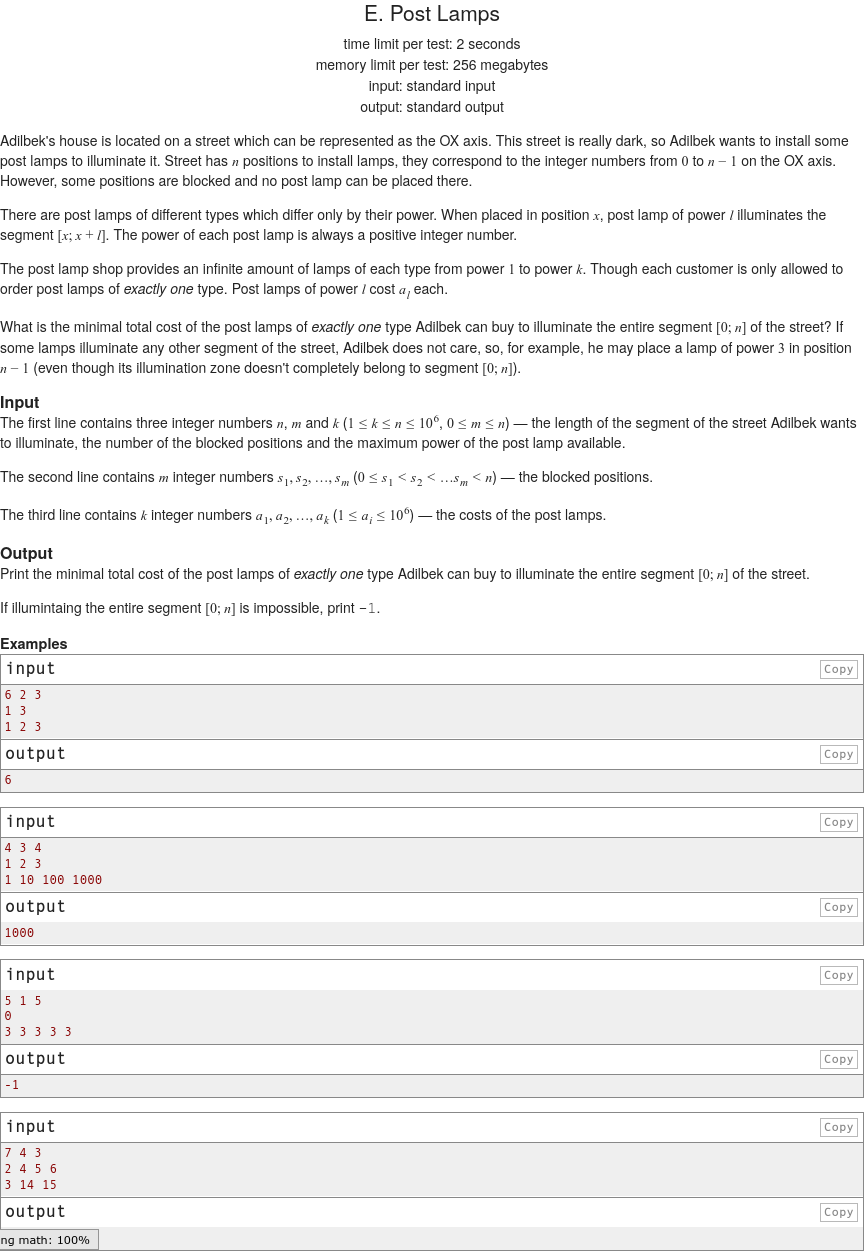 E. Post Lamps
time limit per test: 2 seconds
memory limit per test: 256 megabytes
input: standard input
output: standard output
Adilbek's house is located on a street which can be represented as the OX axis. This street is really dark, so Adilbek wants to install some
post lamps to illuminate it. Street has n positions to install lamps, they correspond to the integer numbers from 0 to n − 1 on the OX axis.
However, some positions are blocked and no post lamp can be placed there.
There are post lamps of different types which differ only by their power. When placed in position x, post lamp of power l illuminates the
segment [x; x + l]. The power of each post lamp is always a positive integer number.
The post lamp shop provides an infinite amount of lamps of each type from power 1 to power k. Though each customer is only allowed to
order post lamps of exactly one type. Post lamps of power l cost a_l each.
What is the minimal total cost of the post lamps of exactly one type Adilbek can buy to illuminate the entire segment [0; n] of the street? If
some lamps illuminate any other segment of the street, Adilbek does not care, so, for example, he may place a lamp of power 3 in position
n − 1 (even though its illumination zone doesn't completely belong to segment [0; n]).
Input
The first line contains three integer numbers n, m and k (1 ≤ k ≤ n ≤ 10^6, 0 ≤ m ≤ n) — the length of the segment of the street Adilbek wants
to illuminate, the number of the blocked positions and the maximum power of the post lamp available.
The second line contains m integer numbers s_1, s_2, …, s_m (0 ≤ s_1 < s_2 < …s_m < n) — the blocked positions.
The third line contains k integer numbers a_1, a_2, …, a_k (1 ≤ a_i ≤ 10^6) — the costs of the post lamps.
Output
Print the minimal total cost of the post lamps of exactly one type Adilbek can buy to illuminate the entire segment [0; n] of the street.
If illumintaing the entire segment [0; n] is impossible, print −1.
Examples
input Copy
6 2 3
1 3
1 2 3
output Copy
6
input Copy
4 3 4
1 2 3
1 10 100 1000
output Copy
1000
input Copy
5 1 5
0
3 3 3 3 3
output Copy
-1
input Copy
7 4 3
2 4 5 6
3 14 15
output Copy
ng math: 100%